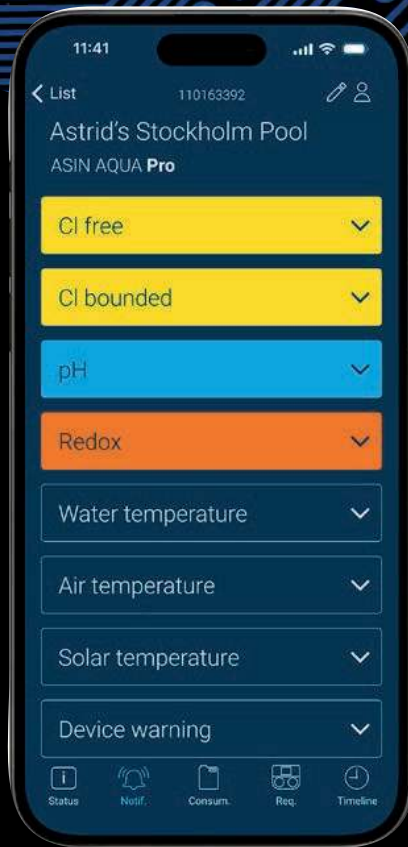 11:41
List
110163392
Astrid's Stockholm Pool
ASIN AQUA Pro
Cl free
Cl bounded
pH
Redox
Water temperature
Air temperature
Solar temperature
Device warning
i
Status
Notif.
Consum.
Req.
Timeline